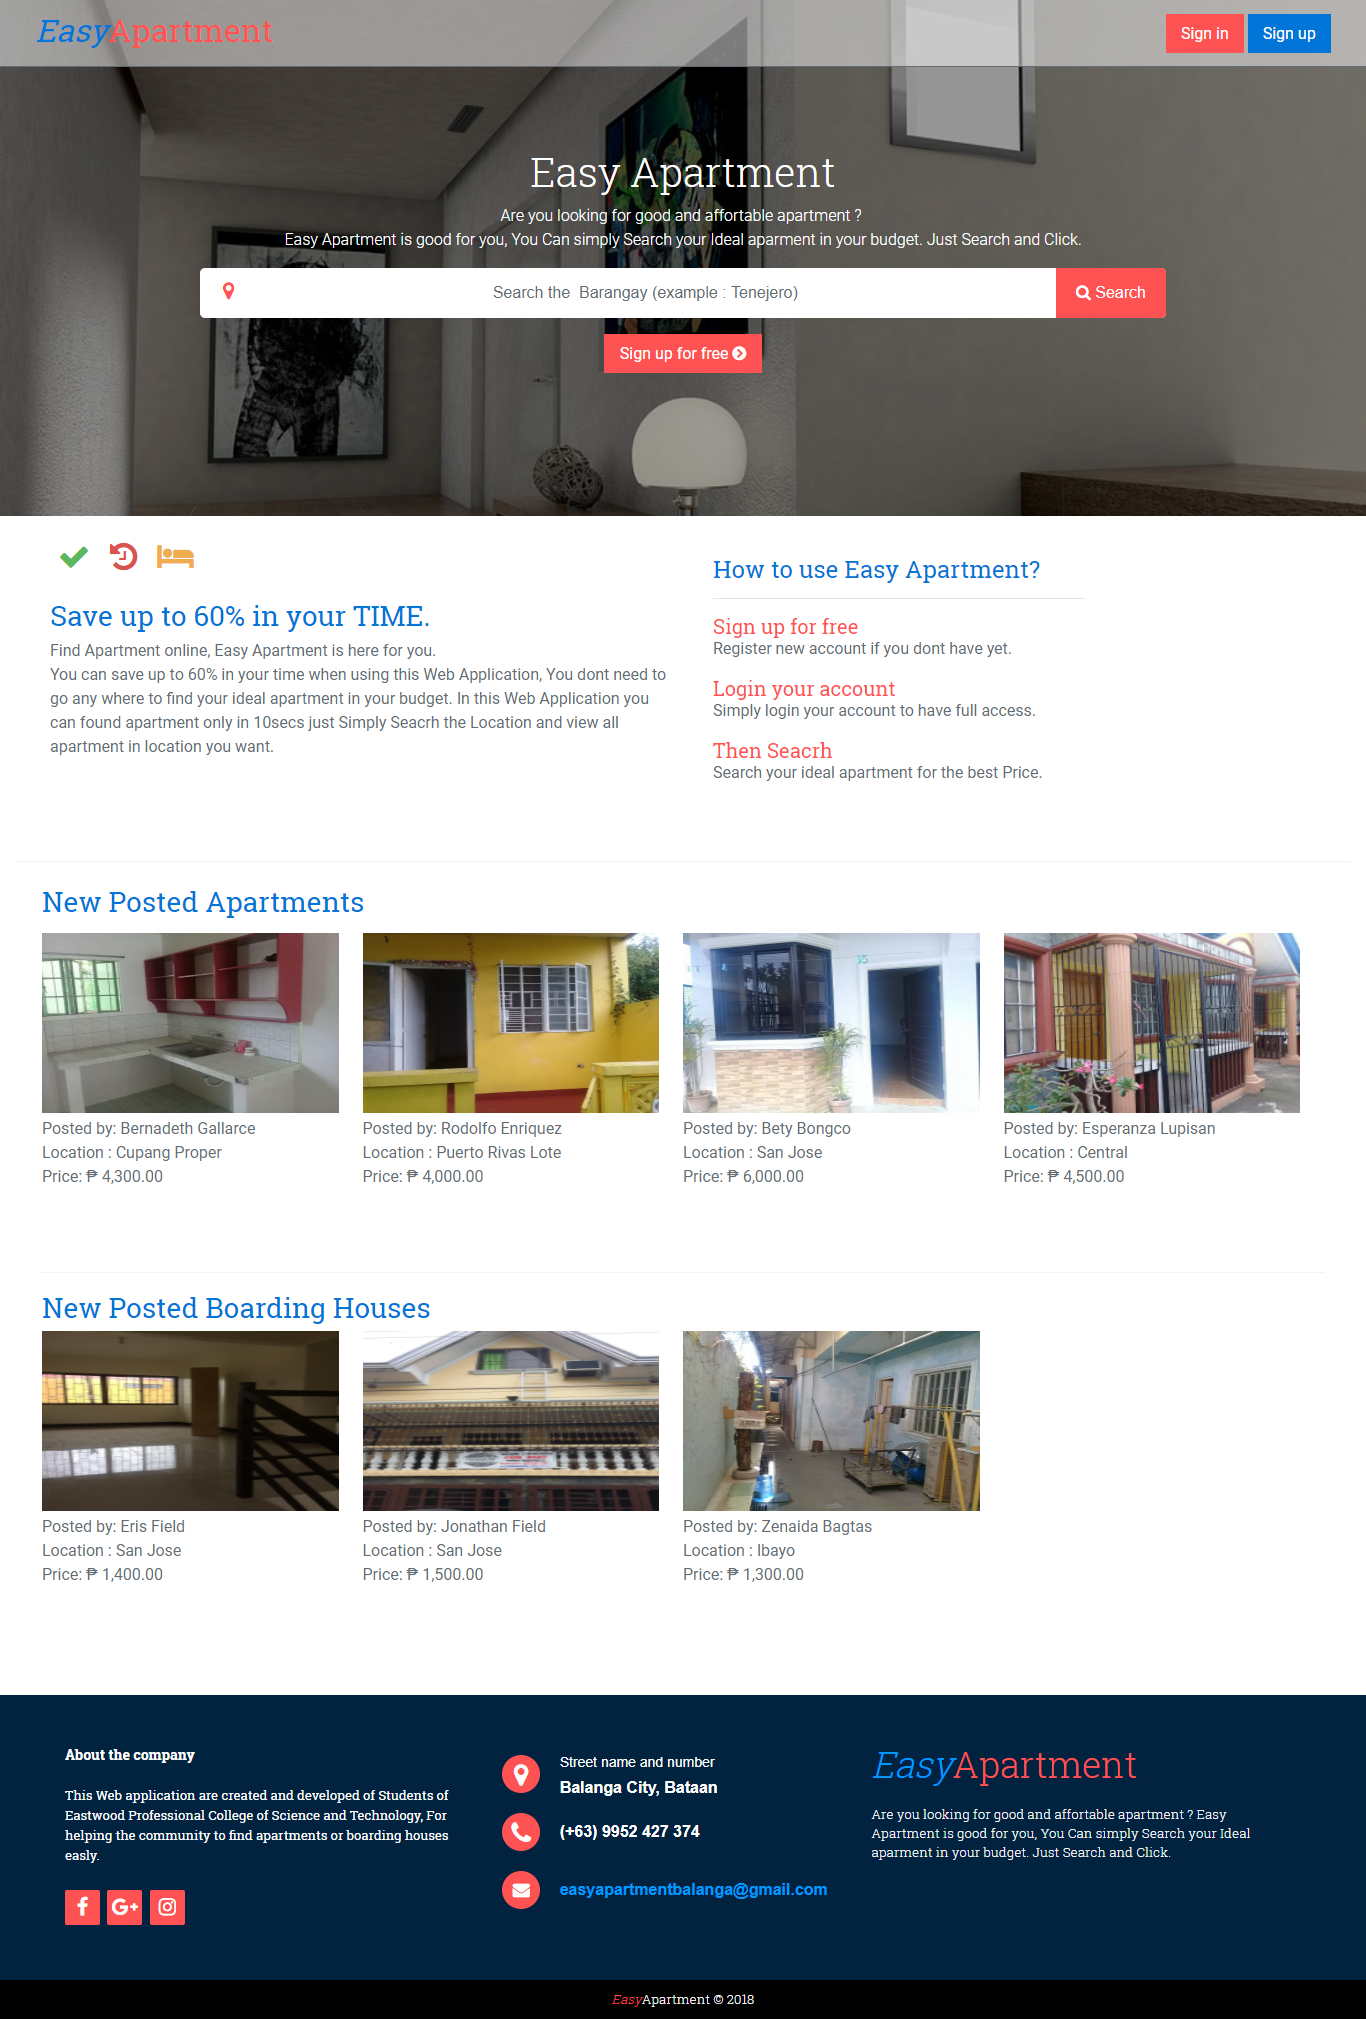 EasyApartment
Sign in
Sign up
Easy Apartment
Are you looking for good and affortable apartment ?
Easy Apartment is good for you, You Can simply Search your Ideal aparment in your budget. Just Search and Click.
Search the  Barangay (example : Tenejero)
Search
Sign up for free
Save up to 60% in your TIME.
Find Apartment online, Easy Apartment is here for you.
You can save up to 60% in your time when using this Web Application, You dont need to
go any where to find your ideal apartment in your budget. In this Web Application you
can found apartment only in 10secs just Simply Seacrh the Location and view all
apartment in location you want.
How to use Easy Apartment?
Sign up for free
Register new account if you dont have yet.
Login your account
Simply login your account to have full access.
Then Seacrh
Search your ideal apartment for the best Price.
New Posted Apartments
Posted by: Bernadeth Gallarce
Location : Cupang Proper
Price: ₱ 4,300.00
Posted by: Rodolfo Enriquez
Location : Puerto Rivas Lote
Price: ₱ 4,000.00
Posted by: Bety Bongco
Location : San Jose
Price: ₱ 6,000.00
Posted by: Esperanza Lupisan
Location : Central
Price: ₱ 4,500.00
New Posted Boarding Houses
Posted by: Eris Field
Location : San Jose
Price: ₱ 1,400.00
Posted by: Jonathan Field
Location : San Jose
Price: ₱ 1,500.00
Posted by: Zenaida Bagtas
Location : Ibayo
Price: ₱ 1,300.00
About the company
This Web application are created and developed of Students of
Eastwood Professional College of Science and Technology, For
helping the community to find apartments or boarding houses
easly.
Street name and number
Balanga City, Bataan
(+63) 9952 427 374
easyapartmentbalanga@gmail.com
EasyApartment
Are you looking for good and affortable apartment ? Easy
Apartment is good for you, You Can simply Search your Ideal
aparment in your budget. Just Search and Click.
EasyApartment © 2018